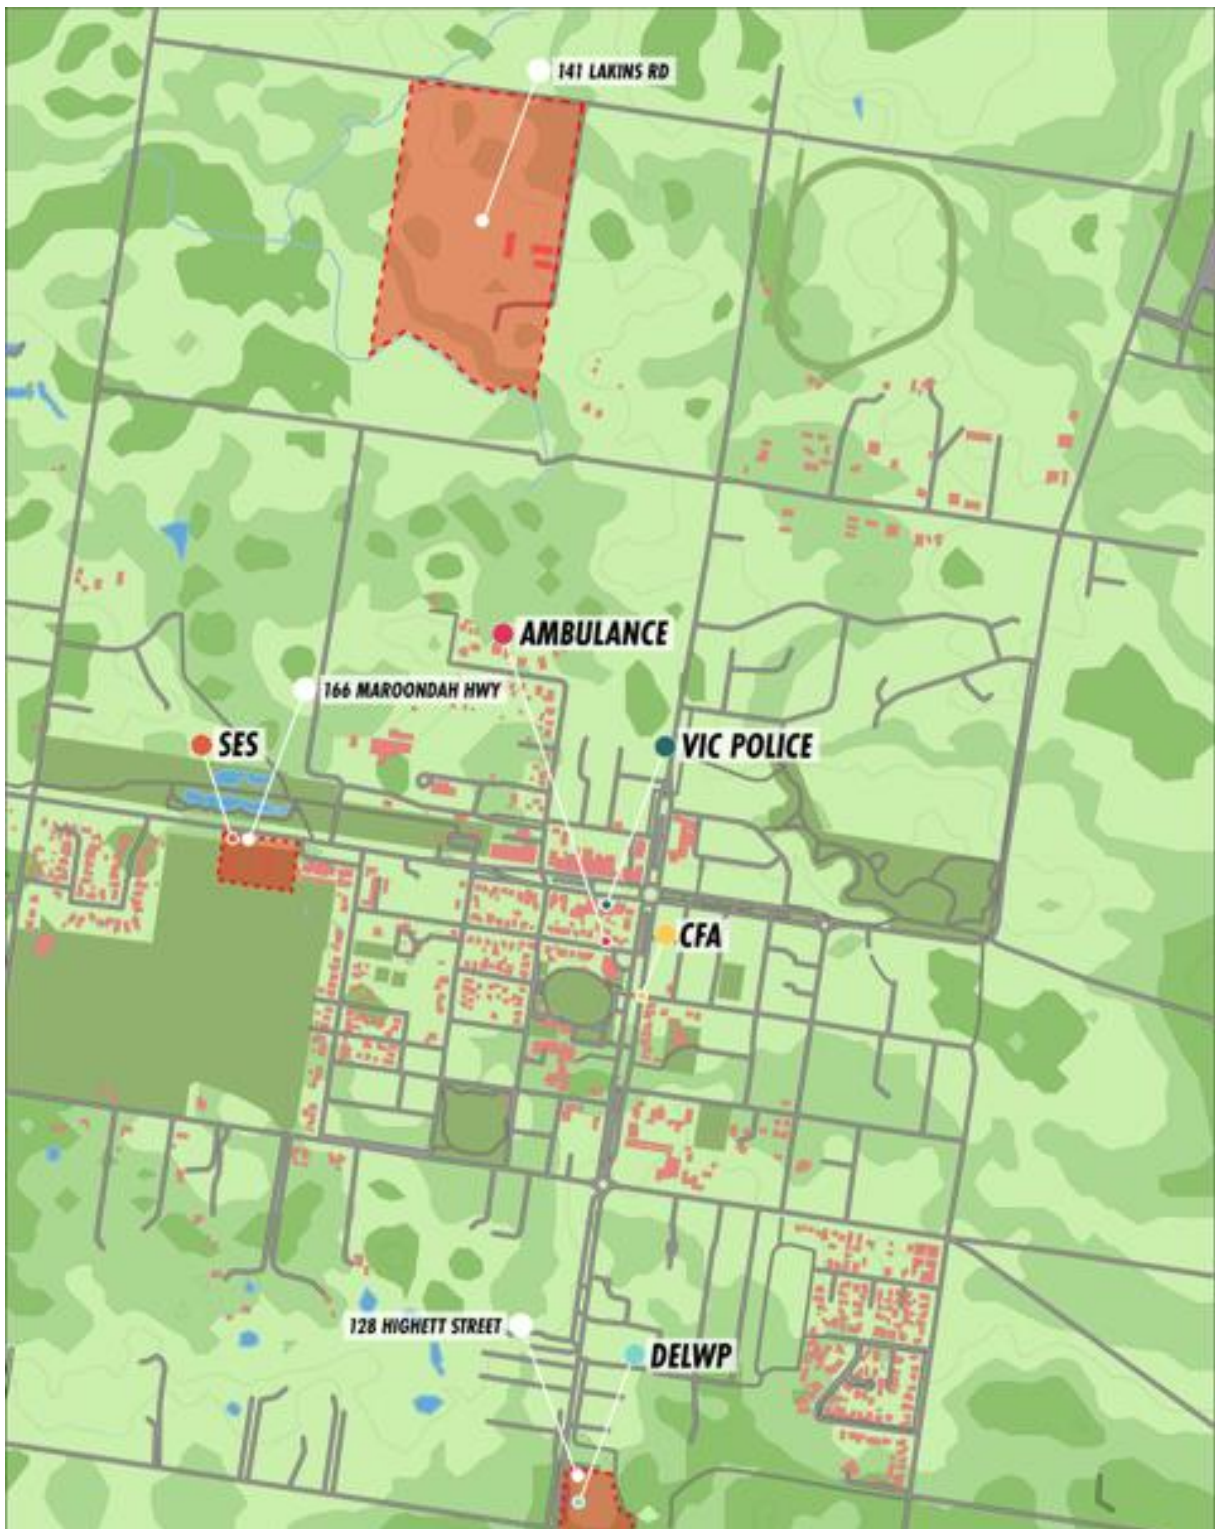 141 LAKINS RD
AMBULANCE
166 MAROONDAH HWY
SES
VIC POLICE
CFA
128 HIGHETT STREET
DELWP